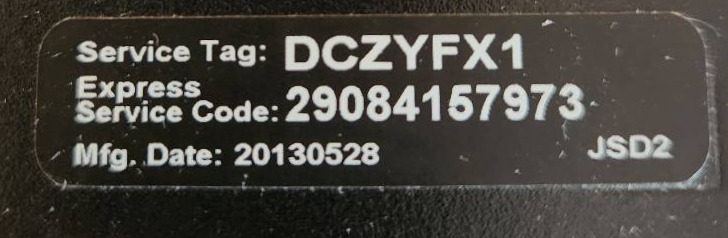 Service Tag: DCZYFX1
Express
Service Code: 29084157973
Mfg. Date: 20130528 JSD2